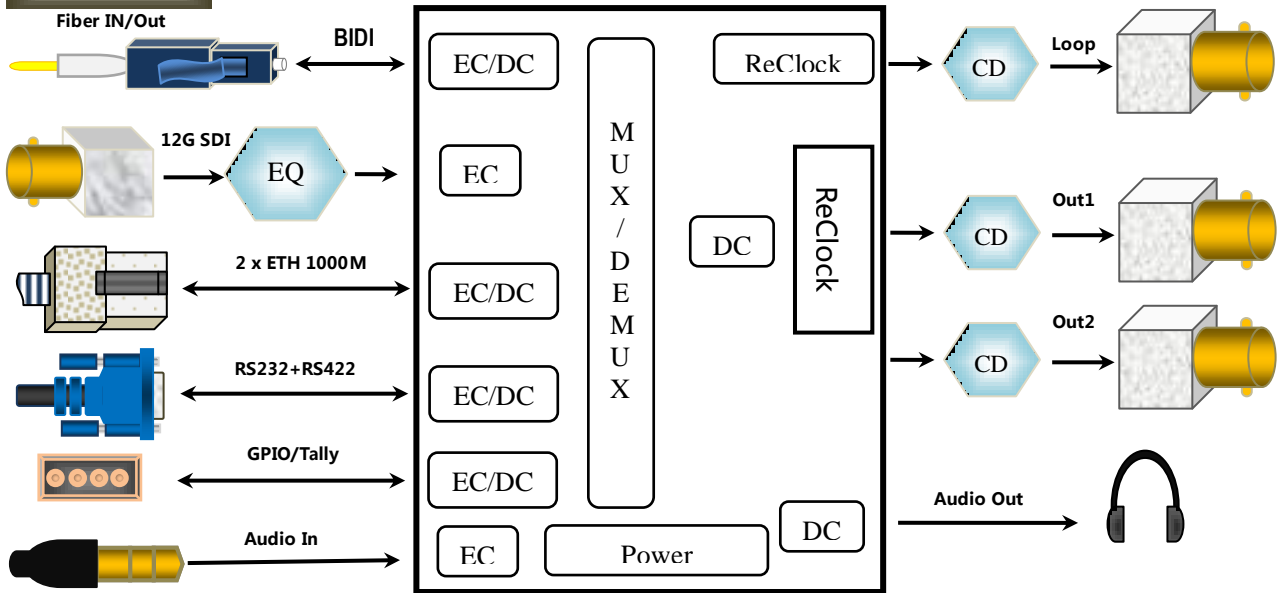 Fiber IN/Out
BIDI
EC/DC
ReClock
CD
Loop
12G SDI
EQ
EC
MUX/DEMUX
DC
ReClock
CD
Out1
2 x ETH 1000M
EC/DC
CD
Out2
RS232+RS422
EC/DC
GPIO/Tally
EC/DC
Audio In
EC
Power
DC
Audio Out